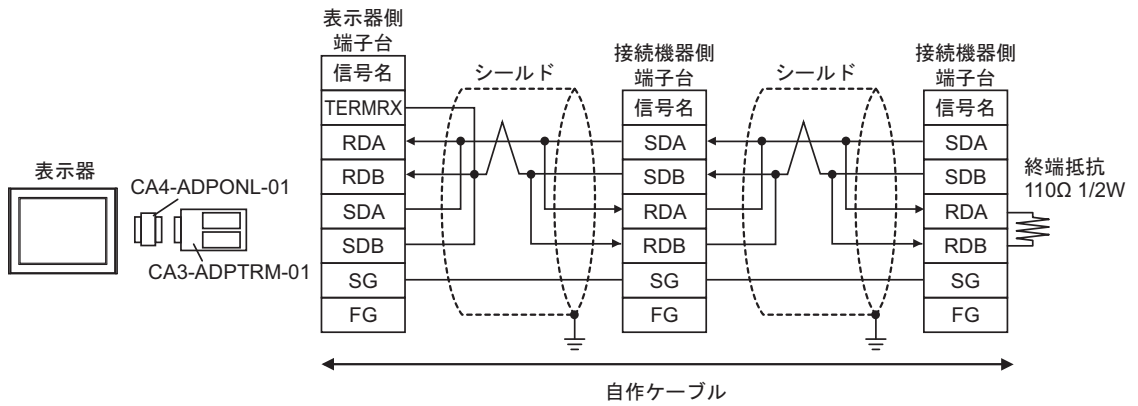 表示器
CA4-ADPONL-01
CA3-ADPTRM-01
表示器側
端子台
信号名
TERMRX
RDA
RDB
SDA
SDB
SG
FG
シールド
接続機器側
端子台
信号名
SDA
SDB
RDA
RDB
SG
FG
シールド
接続機器側
端子台
信号名
SDA
SDB
RDA
RDB
SG
FG
終端抵抗
110Ω 1/2W
自作ケーブル